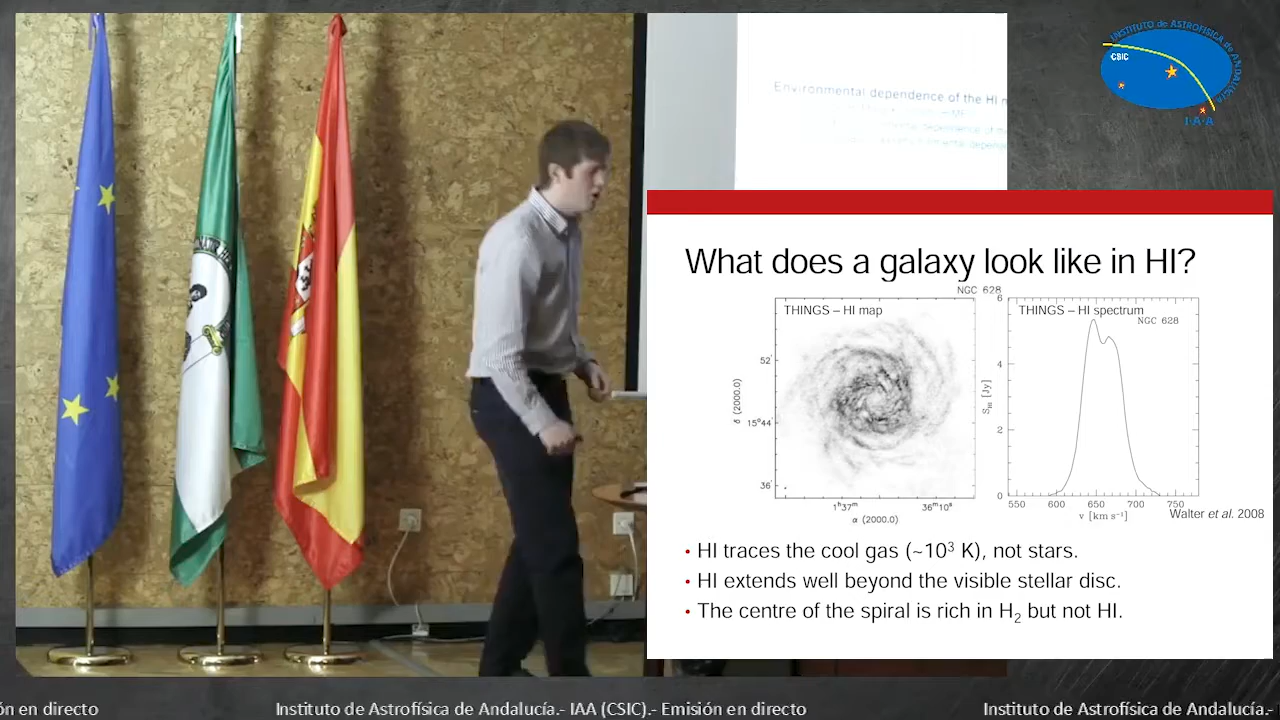 INSTITUTO de ASTROFÍSICA de ANDALUCÍA
CSIC
I·A·A
Environmental dependence of the HI
What does a galaxy look like in HI?
NGC 628
THINGS – HI map
52'
15°44'
36'
δ (2000.0)
1ʰ37ᵐ
36ᵐ10ˢ
α (2000.0)
THINGS – HI spectrum
NGC 628
6
4
2
0
S_HI [Jy]
550 600 650 700 750
v [km s⁻¹]
Walter et al. 2008
• HI traces the cool gas (~10³ K), not stars.
• HI extends well beyond the visible stellar disc.
• The centre of the spiral is rich in H₂ but not HI.
ón en directo
Instituto de Astrofísica de Andalucía.- IAA (CSIC).- Emisión en directo
Instituto de Astrofísica de Andalucía.-